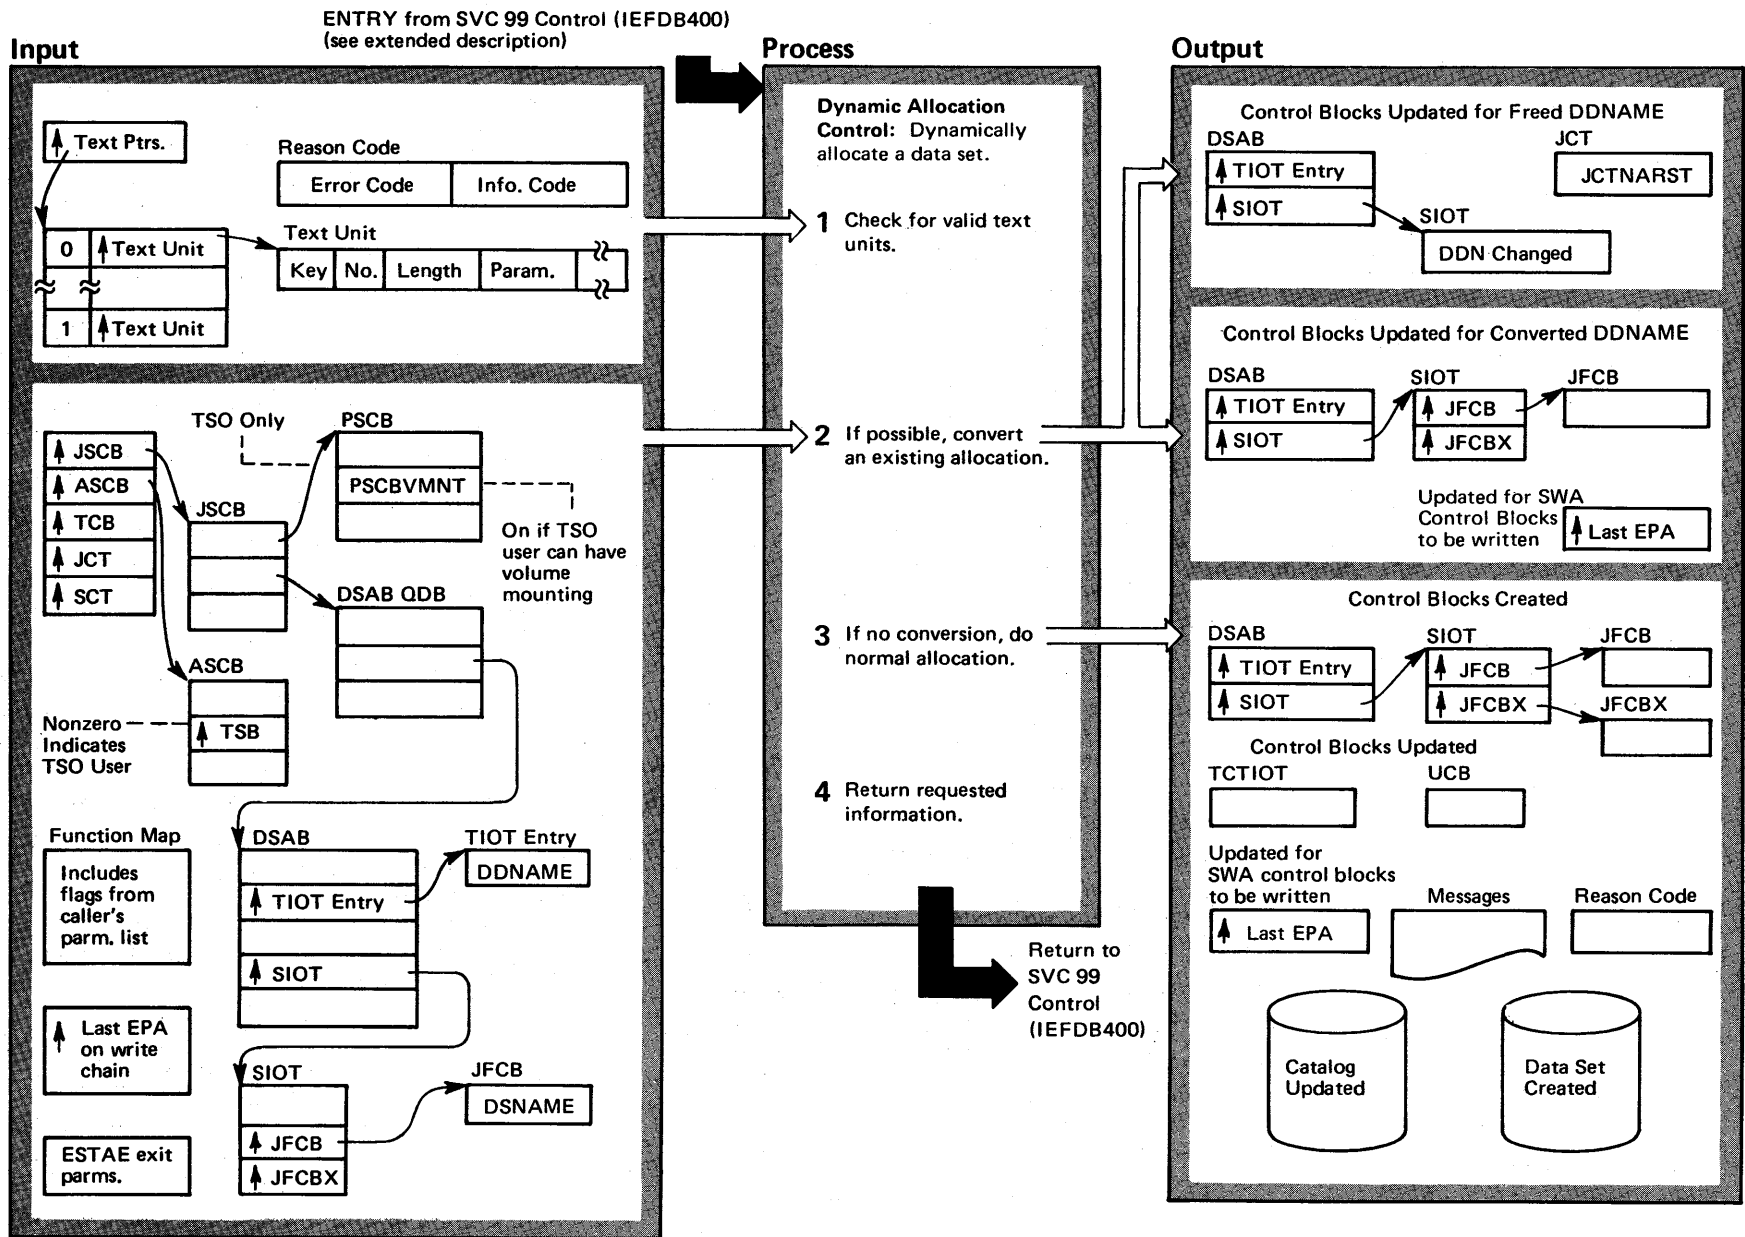 ENTRY from SVC 99 Control (IEFDB400)
(see extended description)
Input
Text Ptrs.
Reason Code
Error Code
Info. Code
0
Text Unit
1
Text Unit
Text Unit
Key
No.
Length
Param.
JSCB
ASCB
TCB
JCT
SCT
TSO Only
PSCB
PSCBVMNT
On if TSO
user can have
volume
mounting
JSCB
DSAB QDB
ASCB
TSB
Nonzero
Indicates
TSO User
Function Map
Includes
flags from
caller's
parm. list
DSAB
TIOT Entry
SIOT
TIOT Entry
DDNAME
Last EPA
on write
chain
SIOT
JFCB
JFCBX
JFCB
DSNAME
ESTAE exit
parms.
Process
Dynamic Allocation
Control: Dynamically
allocate a data set.
1 Check for valid text
units.
2 If possible, convert
an existing allocation.
3 If no conversion, do
normal allocation.
4 Return requested
information.
Return to
SVC 99
Control
(IEFDB400)
Output
Control Blocks Updated for Freed DDNAME
DSAB
TIOT Entry
SIOT
JCT
JCTNARST
SIOT
DDN Changed
Control Blocks Updated for Converted DDNAME
DSAB
TIOT Entry
SIOT
SIOT
JFCB
JFCBX
JFCB
Updated for SWA
Control Blocks
to be written
Last EPA
Control Blocks Created
DSAB
TIOT Entry
SIOT
SIOT
JFCB
JFCBX
JFCB
JFCBX
Control Blocks Updated
TCTIOT
UCB
Updated for
SWA control blocks
to be written
Last EPA
Messages
Reason Code
Catalog
Updated
Data Set
Created